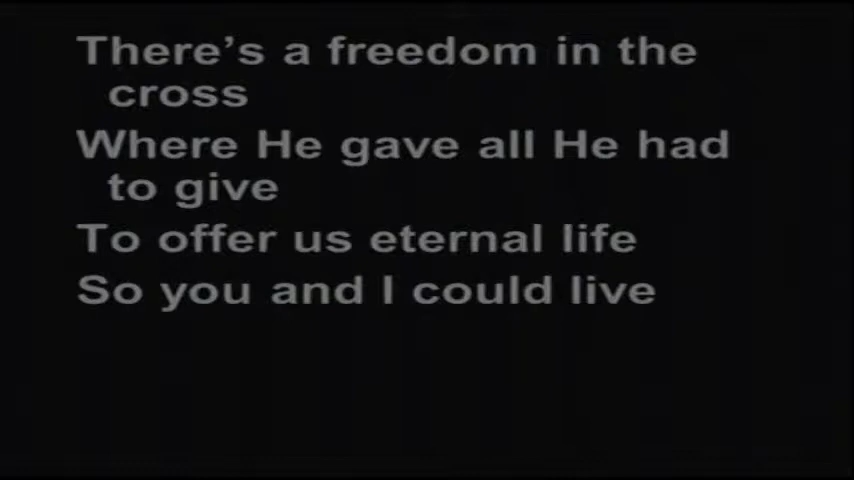 There's a freedom in the
cross
Where He gave all He had
to give
To offer us eternal life
So you and I could live